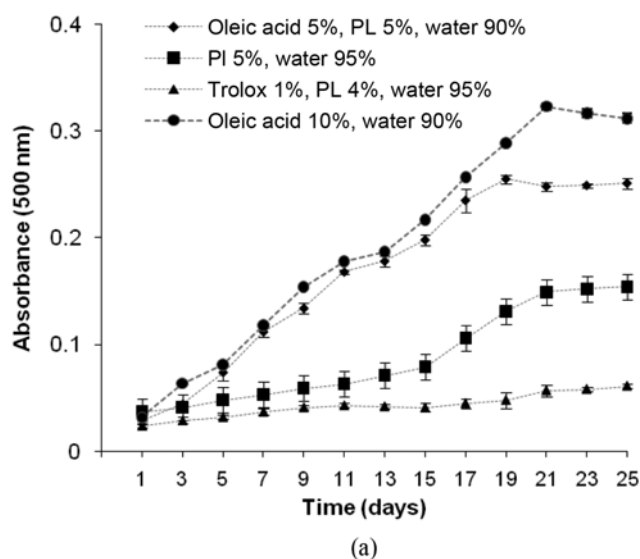 0.4
0.3
0.2
0.1
0
Absorbance (500 nm)
Oleic acid 5%, PL 5%, water 90%
Pl 5%, water 95%
Trolox 1%, PL 4%, water 95%
Oleic acid 10%, water 90%
1 3 5 7 9 11 13 15 17 19 21 23 25
Time (days)
(a)